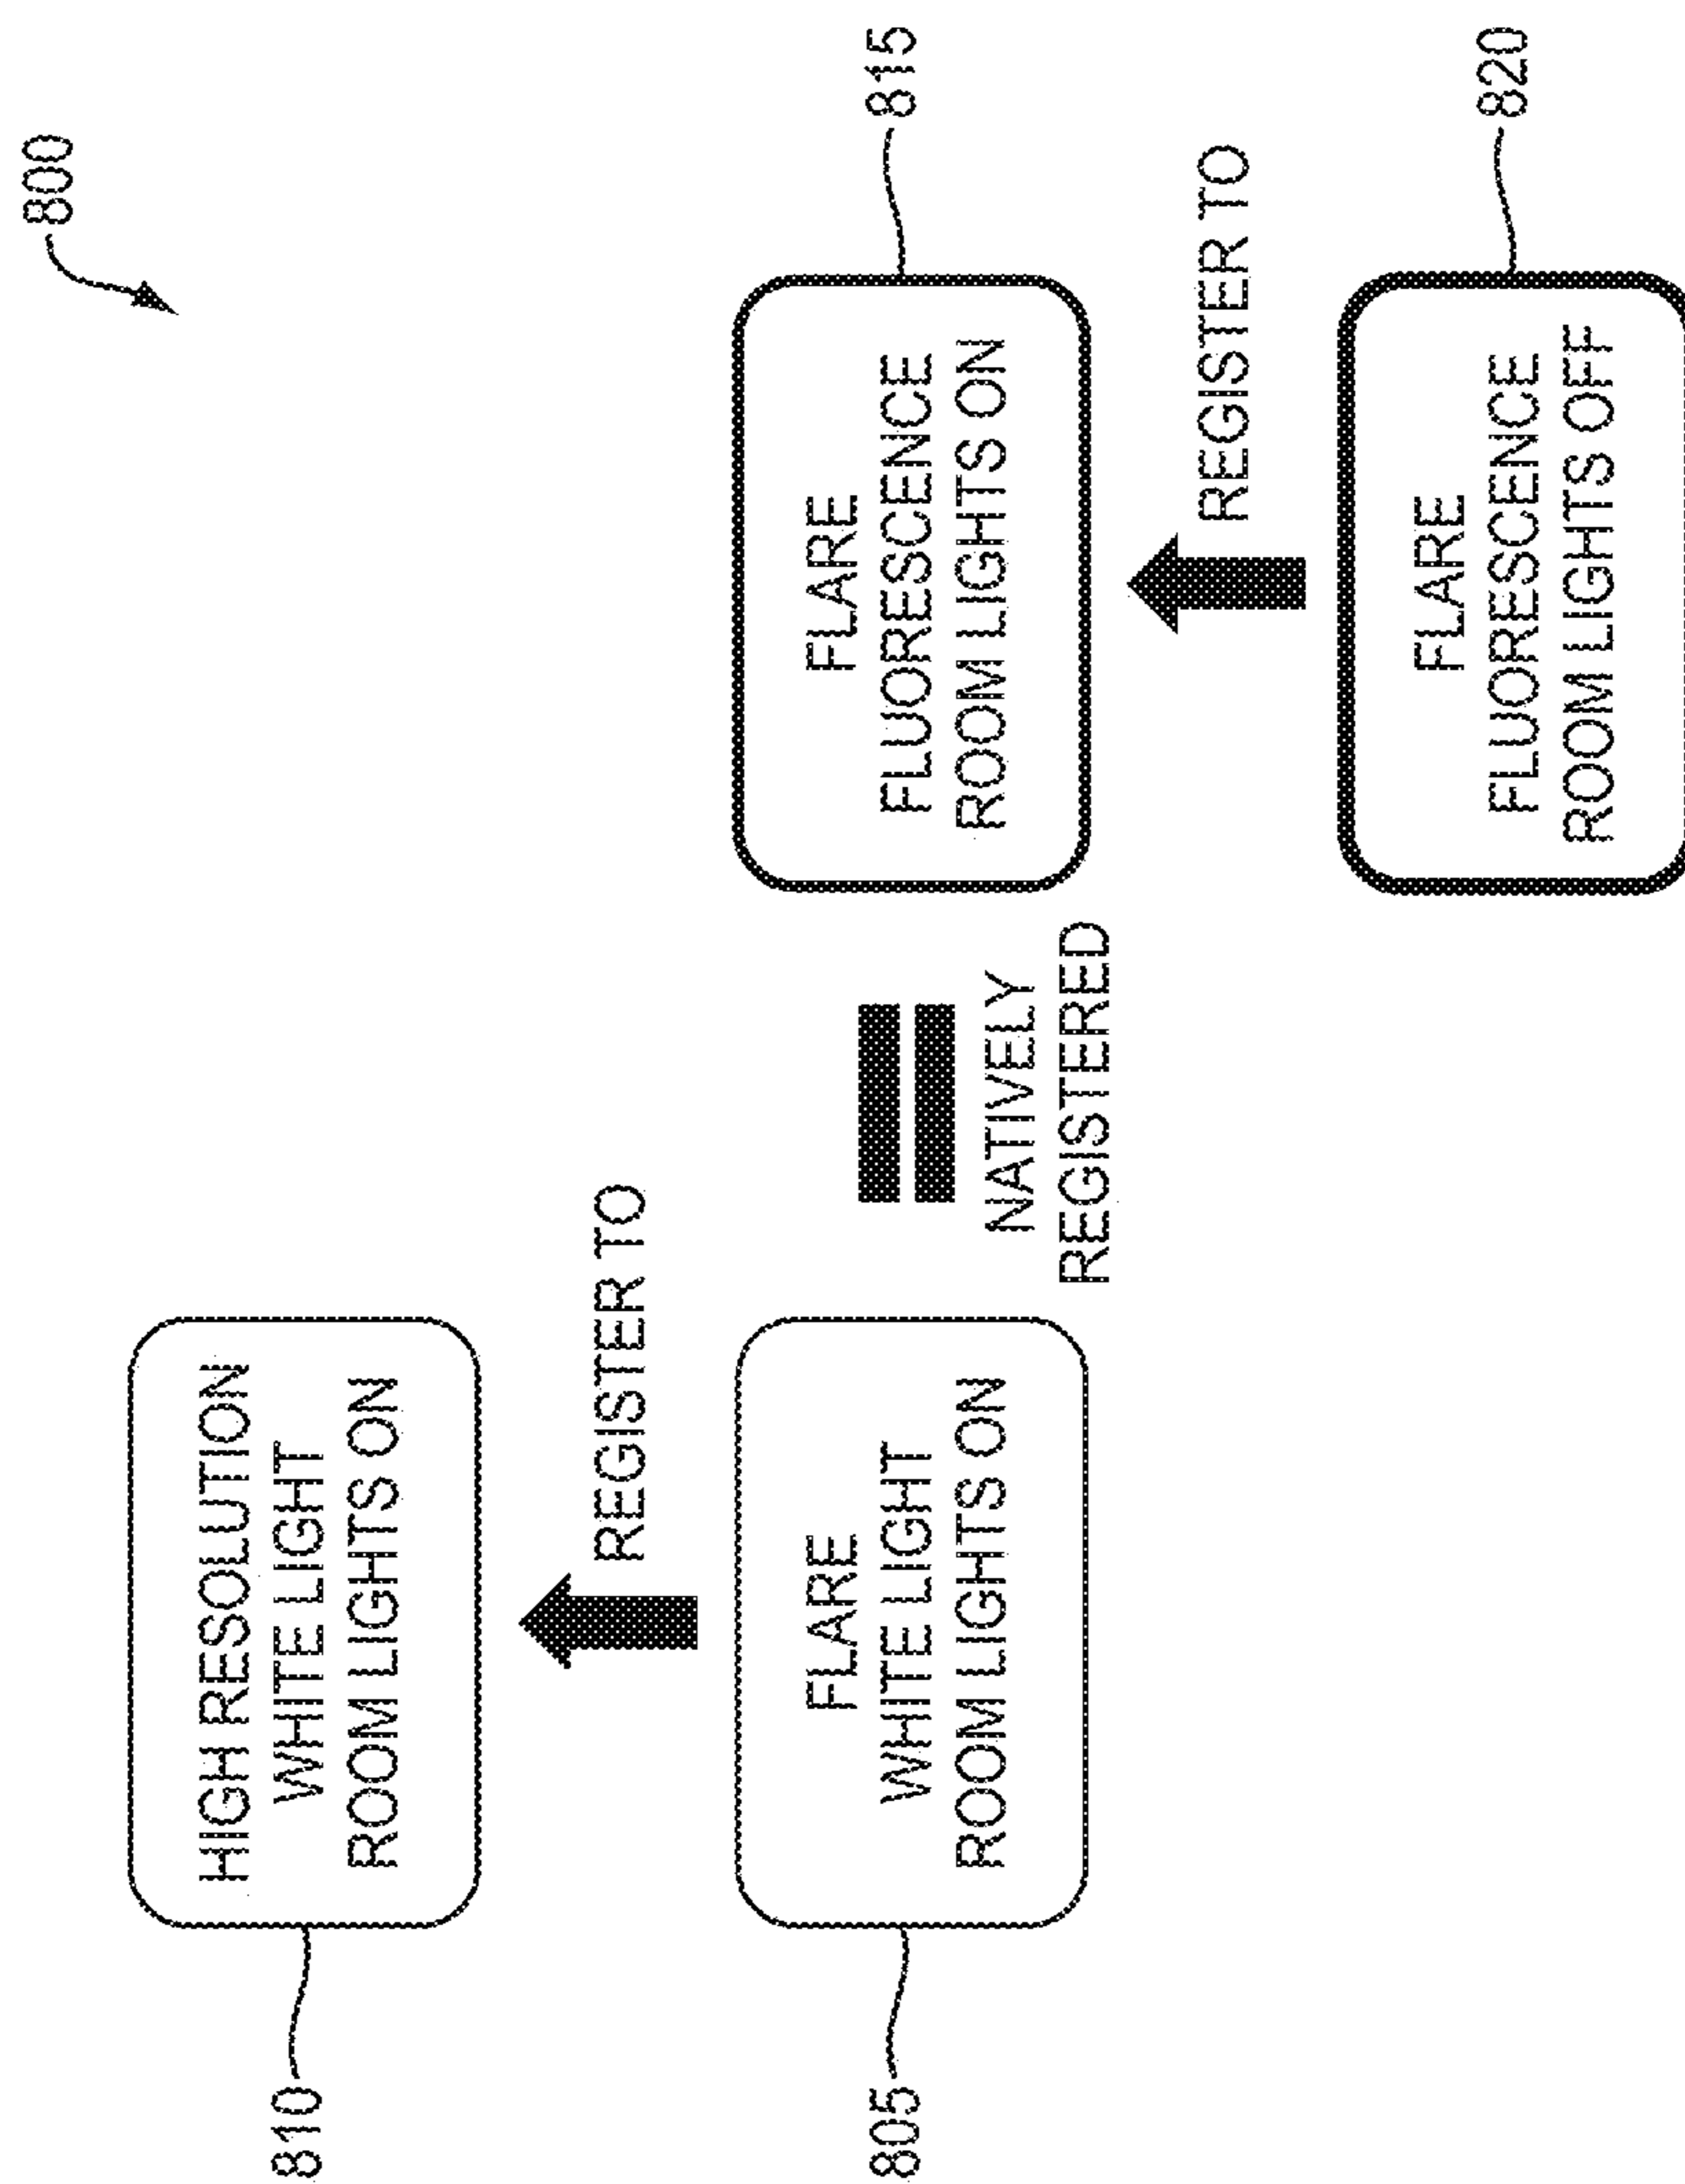 800
810
HIGH RESOLUTION
WHITE LIGHT
ROOM LIGHTS ON
REGISTER TO
805
FLARE
WHITE LIGHT
ROOM LIGHTS ON
NATIVELY
REGISTERED
815
FLARE
FLUORESCENCE
ROOM LIGHTS ON
REGISTER TO
820
FLARE
FLUORESCENCE
ROOM LIGHTS OFF